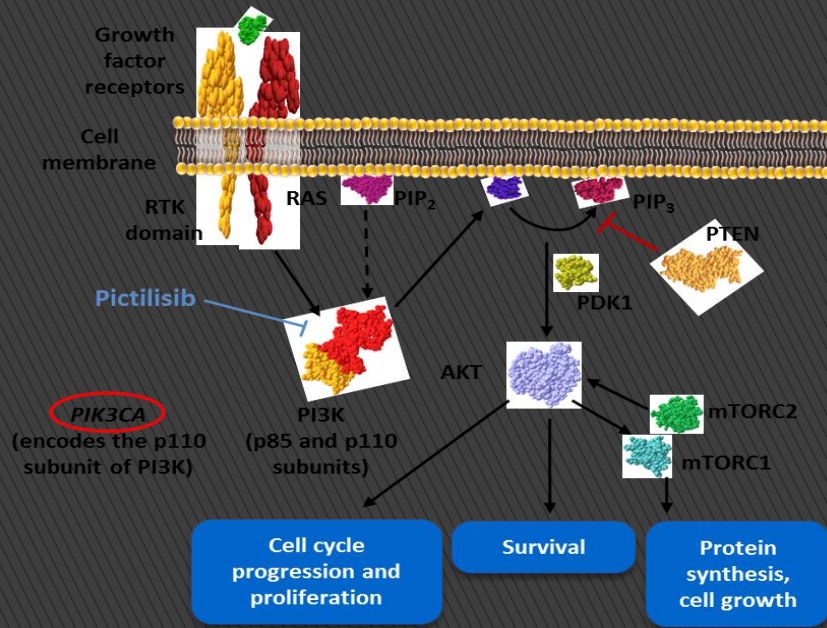 Growth
factor
receptors
Cell
membrane
RTK
domain
RAS
PIP2
PIP3
PTEN
Pictilisib
PDK1
AKT
PIK3CA
(encodes the p110
subunit of PI3K)
PI3K
(p85 and p110
subunits)
mTORC2
mTORC1
Cell cycle
progression and
proliferation
Survival
Protein
synthesis,
cell growth